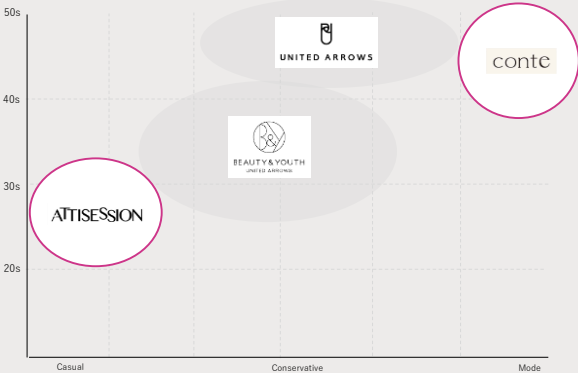 50s
UNITED ARROWS
conte
40s
B&Y
BEAUTY&YOUTH
UNITED ARROWS
30s
ATTISESSION
20s
Casual
Conservative
Mode